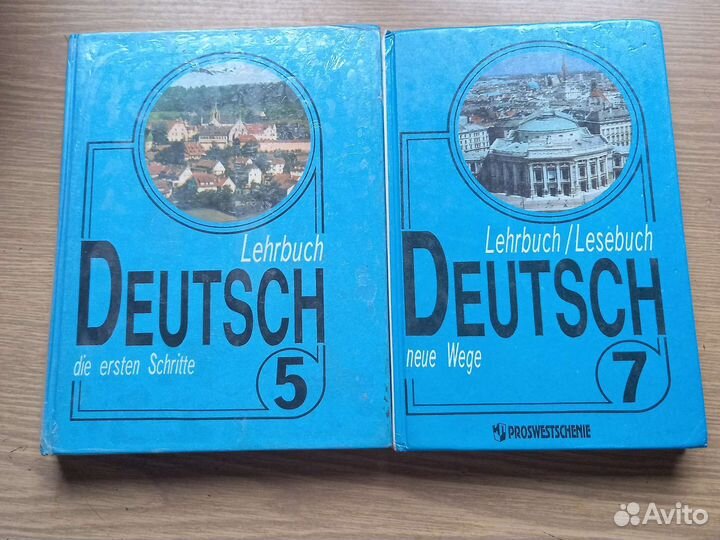 Lehrbuch
DEUTSCH
die ersten Schritte
5
Lehrbuch/Lesebuch
DEUTSCH
neue Wege
7
PROSWESTSCHENIE
Avito